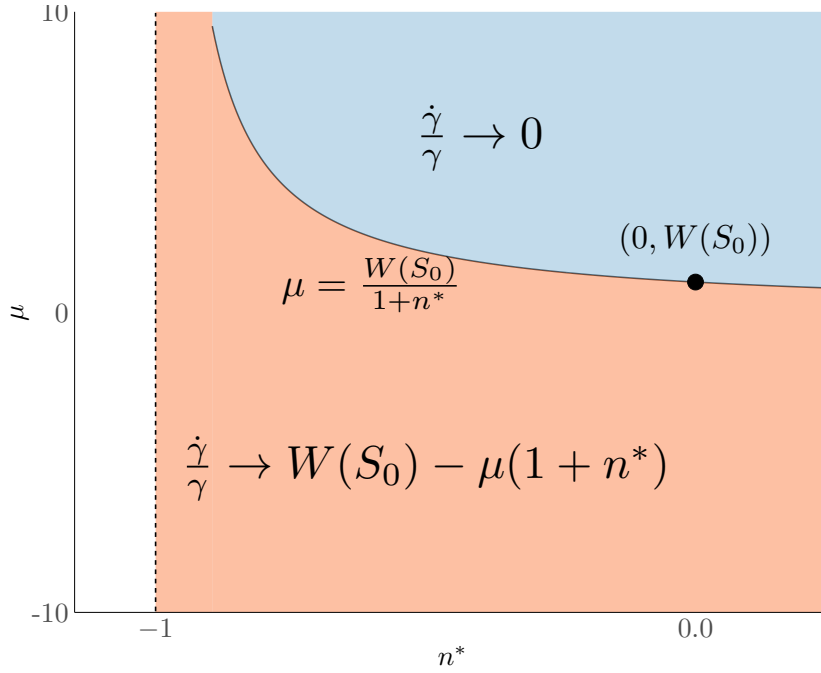 10
γ̇/γ → 0
(0, W(S₀))
μ = W(S₀)/1+n*
0
μ
γ̇/γ → W(S₀) − μ(1 + n*)
-10
−1
0.0
n*